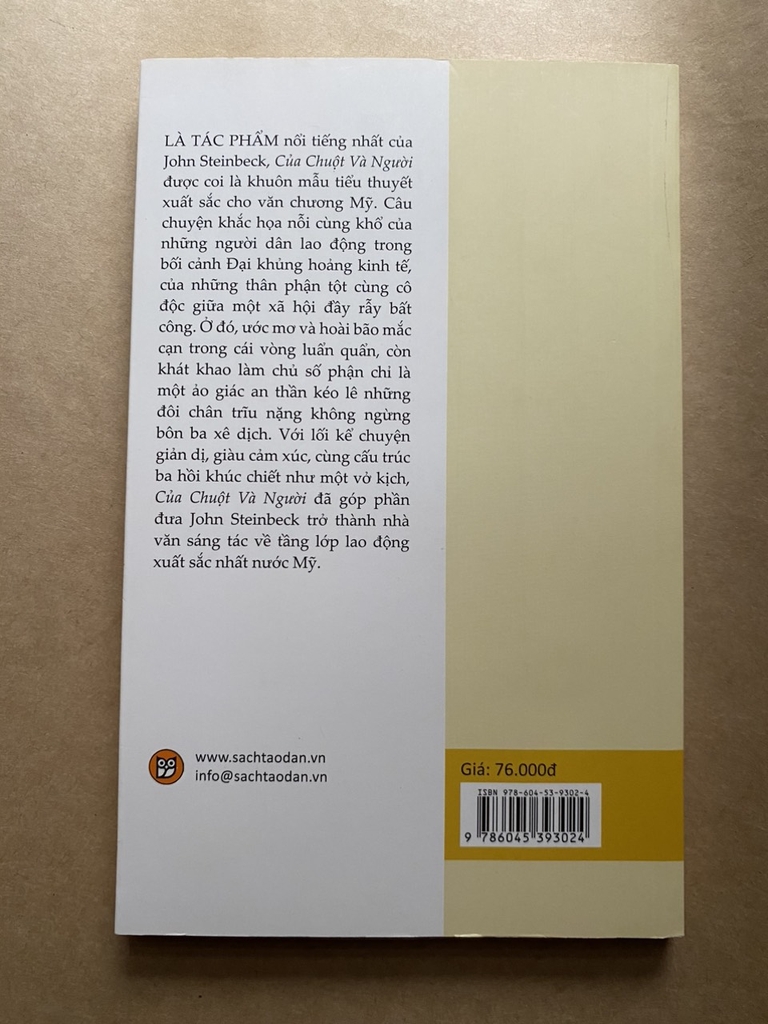 LÀ TÁC PHẨM nổi tiếng nhất của
John Steinbeck, Của Chuột Và Người
được coi là khuôn mẫu tiểu thuyết
xuất sắc cho văn chương Mỹ. Câu
chuyện khắc họa nỗi cùng khổ của
những người dân lao động trong
bối cảnh Đại khủng hoảng kinh tế,
của những thân phận tột cùng cô
độc giữa một xã hội đầy rẫy bất
công. Ở đó, ước mơ và hoài bão mắc
cạn trong cái vòng luẩn quẩn, còn
khát khao làm chủ số phận chỉ là
một ảo giác an thần kéo lê những
đôi chân trĩu nặng không ngừng
bôn ba xê dịch. Với lối kể chuyện
giản dị, giàu cảm xúc, cùng cấu trúc
ba hồi khúc chiết như một vở kịch,
Của Chuột Và Người đã góp phần
đưa John Steinbeck trở thành nhà
văn sáng tác về tầng lớp lao động
xuất sắc nhất nước Mỹ.
www.sachtaodan.vn
info@sachtaodan.vn
Giá: 76.000đ
ISBN 978-604-53-9302-4
9 786045 393024